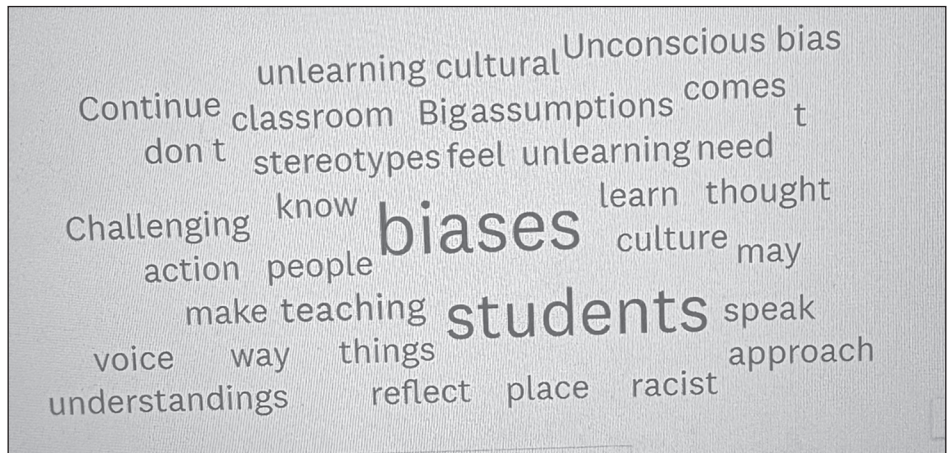 unlearning cultural Unconscious bias
Continue classroom Big assumptions comes
don t stereotypes feel unlearning need t
Challenging know biases learn thought
action people culture may
make teaching students speak
voice way things approach
understandings reflect place racist